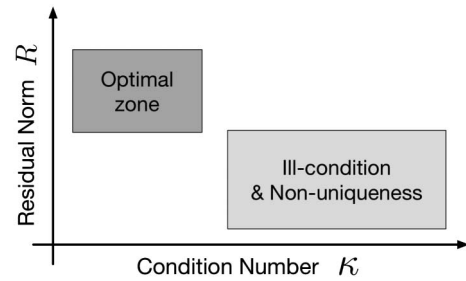 Residual Norm R
Optimal
zone
Ill-condition
& Non-uniqueness
Condition Number κ